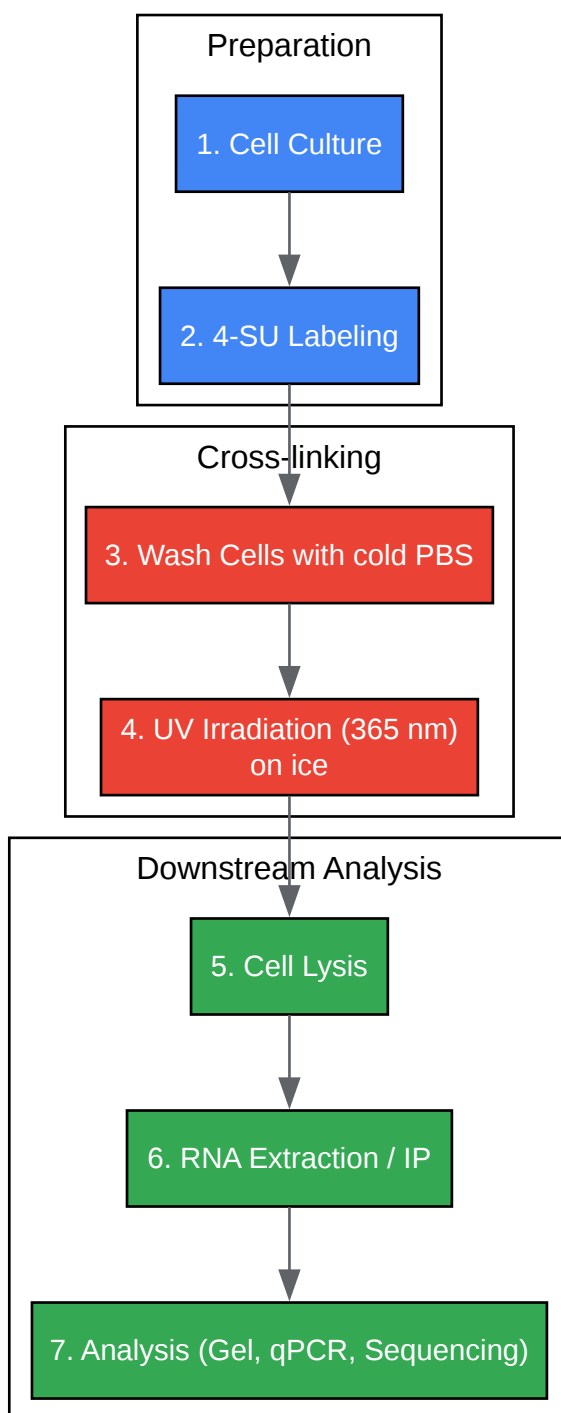 Preparation
1. Cell Culture
2. 4-SU Labeling
Cross-linking
3. Wash Cells with cold PBS
4. UV Irradiation (365 nm)
on ice
Downstream Analysis
5. Cell Lysis
6. RNA Extraction / IP
7. Analysis (Gel, qPCR, Sequencing)